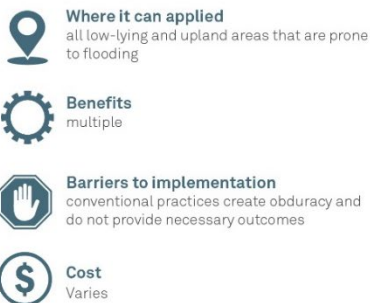 Where it can applied
all low-lying and upland areas that are prone
to flooding
Benefits
multiple
Barriers to implementation
conventional practices create obduracy and
do not provide necessary outcomes
$
Cost
Varies